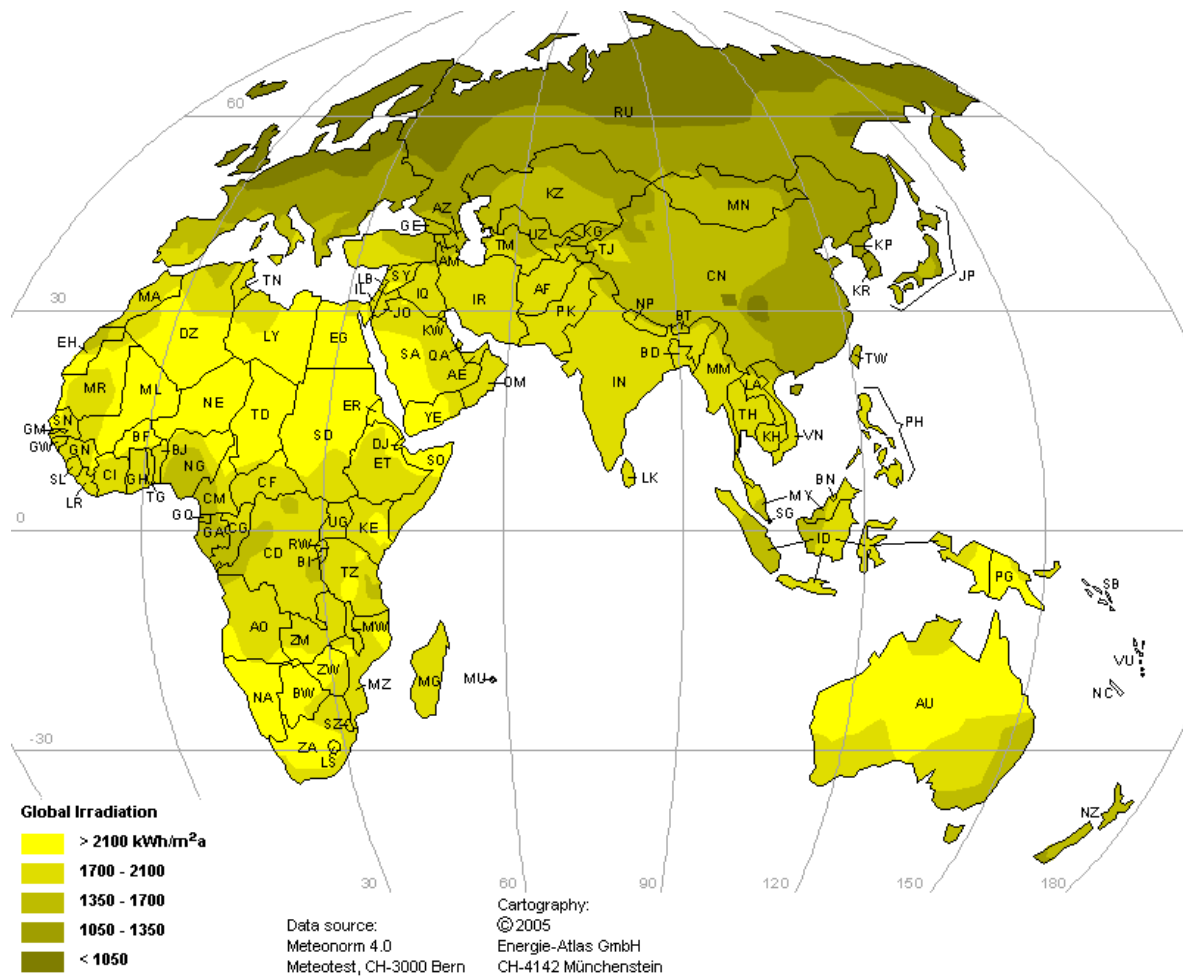 60
RU
KZ
AZ
MN
GE
UZ
KG
KP
AM
TM
TJ
TN
LB
SY
CN
JP
IL
IQ
IR
AF
KR
MA
JO
PK
NP
30
DZ
LY
EG
KW
BT
EH
SA
QA
BD
TW
MR
ML
AE
IN
MM
LA
OM
NE
TD
ER
TH
SN
YE
PH
GM
SD
KH
VN
GW
GN
BF
BJ
DJ
SO
NG
ET
LK
SL
CI
GH
CF
BN
LR
TG
CM
MY
GQ
SG
0
GA
CG
UG
KE
ID
RW
CD
BI
TZ
PG
SB
AO
MW
ZM
VU
ZW
MG
MU
MZ
NC
NA
BW
AU
SZ
-30
ZA
LS
NZ
Global Irradiation
> 2100 kWh/m²a
1700 - 2100
1350 - 1700
1050 - 1350
< 1050
30
60
90
120
150
180
Data source:
Meteonorm 4.0
Meteotest, CH-3000 Bern
Cartography:
©2005
Energie-Atlas GmbH
CH-4142 Münchenstein